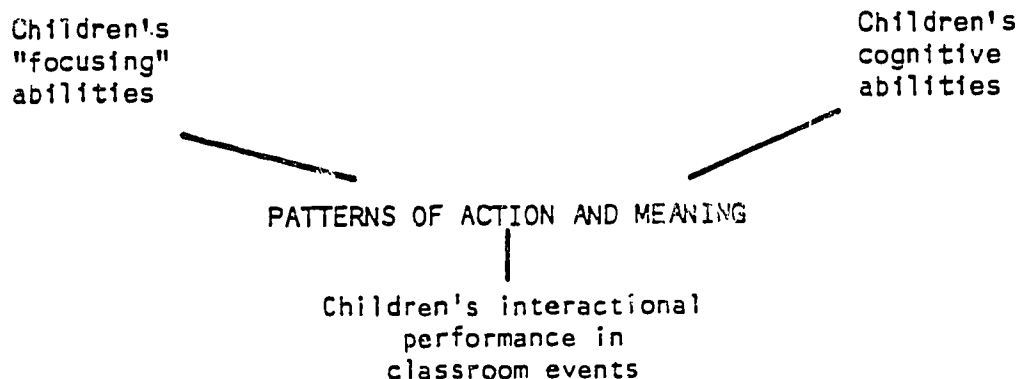 Children's
"focusing"
abilities
Children's
cognitive
abilities
PATTERNS OF ACTION AND MEANING
Children's interactional
performance in
classroom events